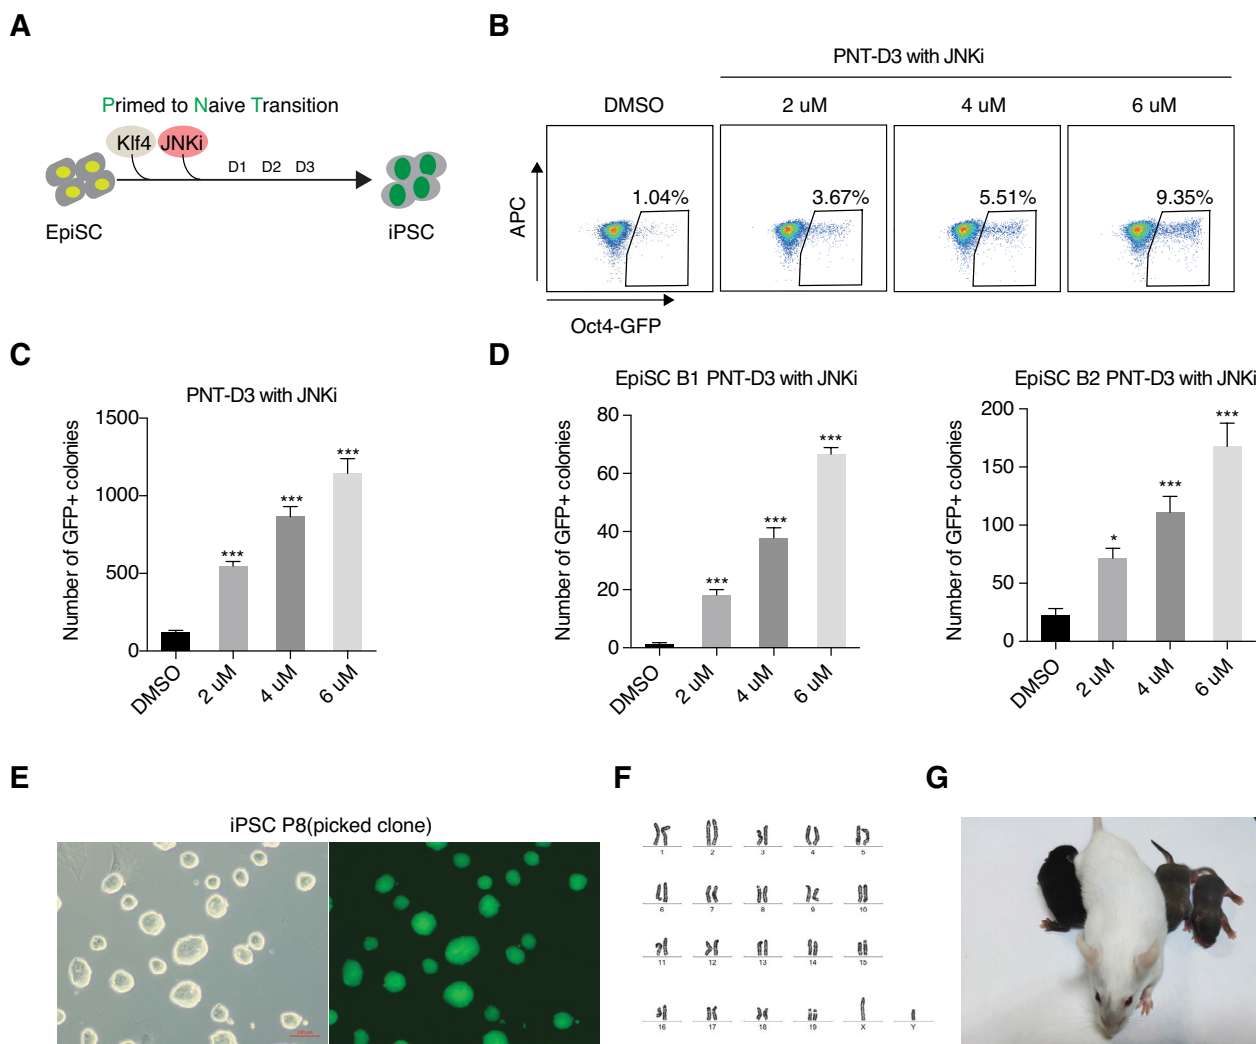 A
Primed to Naive Transition
Klf4
JNKi
D1 D2 D3
EpiSC
iPSC
B
PNT-D3 with JNKi
DMSO
2 uM
4 uM
6 uM
1.04%
3.67%
5.51%
9.35%
APC
Oct4-GFP
C
PNT-D3 with JNKi
Number of GFP+ colonies
1500
1000
500
0
***
***
***
DMSO
2 uM
4 uM
6 uM
D
EpiSC B1 PNT-D3 with JNKi
Number of GFP+ colonies
80
60
40
20
0
***
***
***
DMSO
2 uM
4 uM
6 uM
EpiSC B2 PNT-D3 with JNKi
Number of GFP+ colonies
200
150
100
50
0
*
***
***
DMSO
2 uM
4 uM
6 uM
E
iPSC P8(picked clone)
F
1 2 3 4 5
6 7 8 9 10
11 12 13 14 15
16 17 18 19 X Y
G